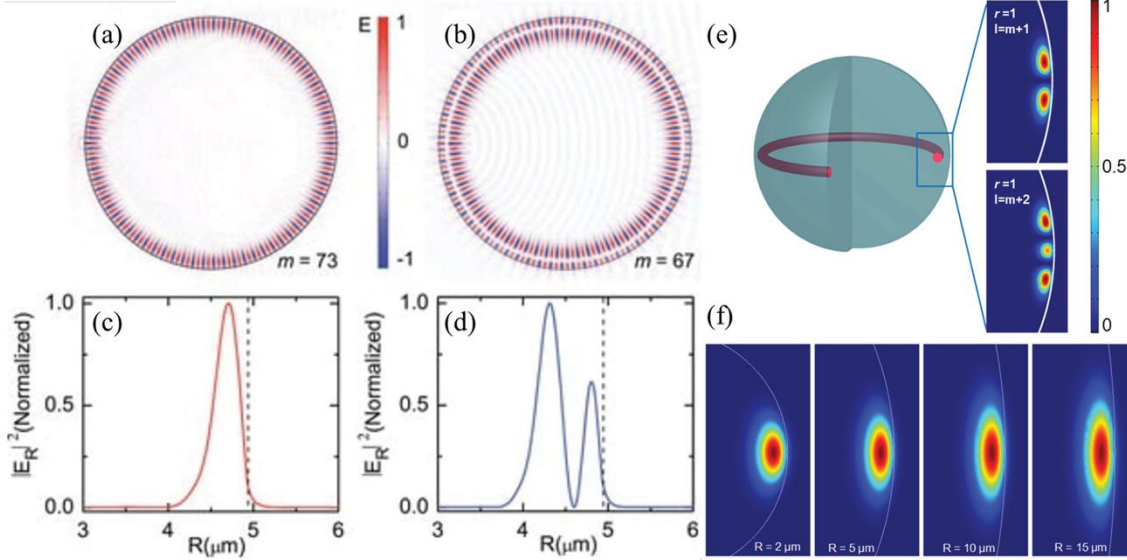 (a)
E
1
0
-1
m = 73
(b)
m = 67
(c)
|E_R|²(Normalized)
1.0
0.5
0.0
3 4 5 6
R(μm)
(d)
|E_R|²(Normalized)
1.0
0.5
0.0
3 4 5 6
R(μm)
(e)
r=1
l=m+1
r=1
l=m+2
1
0.5
0
(f)
R = 2 μm
R = 5 μm
R = 10 μm
R = 15 μm